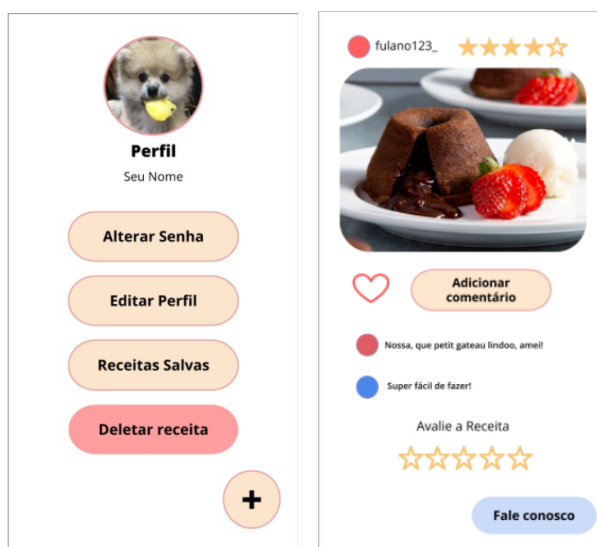 Perfil
Seu Nome
Alterar Senha
Editar Perfil
Receitas Salvas
Deletar receita
+
fulano123_
Adicionar
comentário
Nossa, que petit gateau lindoo, amei!
Super fácil de fazer!
Avalie a Receita
Fale conosco